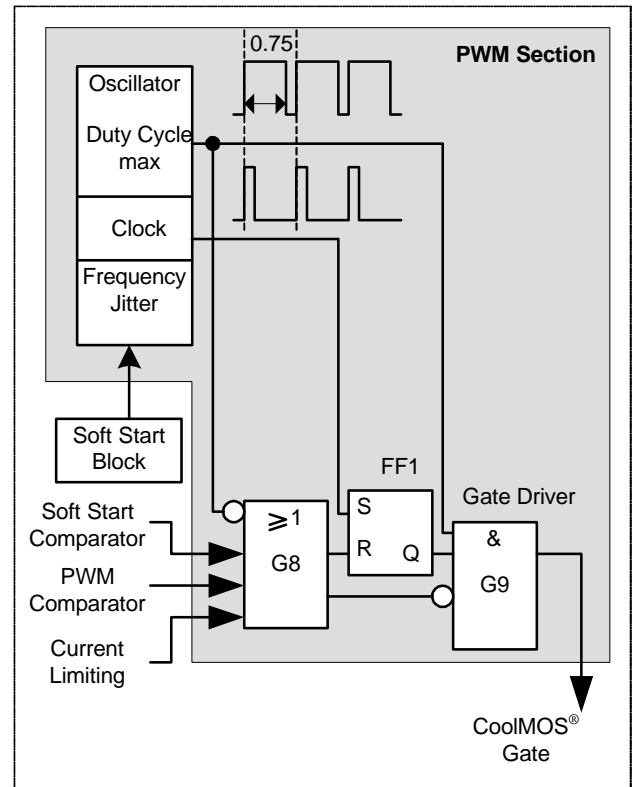 0.75
PWM Section
Oscillator
Duty Cycle
max
Clock
Frequency
Jitter
Soft Start
Block
FF1
Gate Driver
Soft Start
Comparator
PWM
Comparator
Current
Limiting
≥1
G8
S
R
Q
&
G9
CoolMOS®
Gate